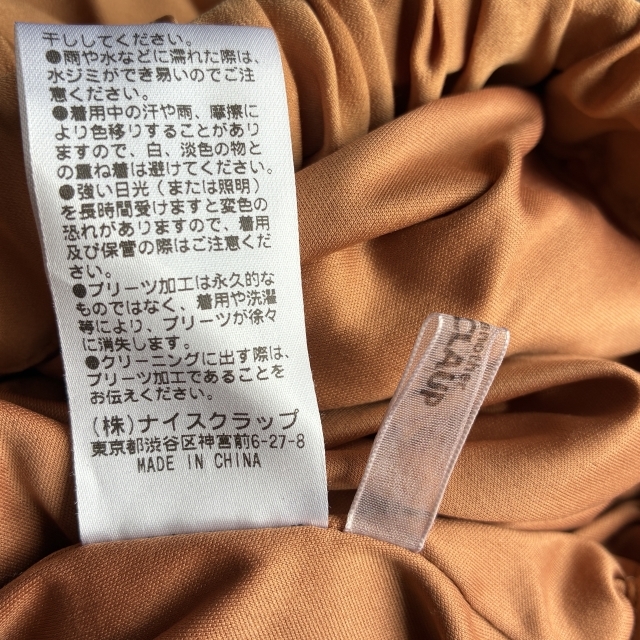 干ししてください。
●雨や水などに濡れた際は、
水ジミができ易いのでご注
意ください。
●着用中の汗や雨、摩擦に
より色移りすることがあり
ますので、白、淡色の物と
の重ね着は避けてください。
●強い日光（または照明）
を長時間受けますと変色の
恐れがありますので、着用
及び保管の際はご注意くだ
さい。
●プリーツ加工は永久的な
ものではなく、着用や洗濯
等により、プリーツが徐々
に消失します。
●クリーニングに出す際は、
プリーツ加工であることを
お伝えください。
(株)ナイスクラップ
東京都渋谷区神宮前6-27-8
MADE IN CHINA
another
CLAUP